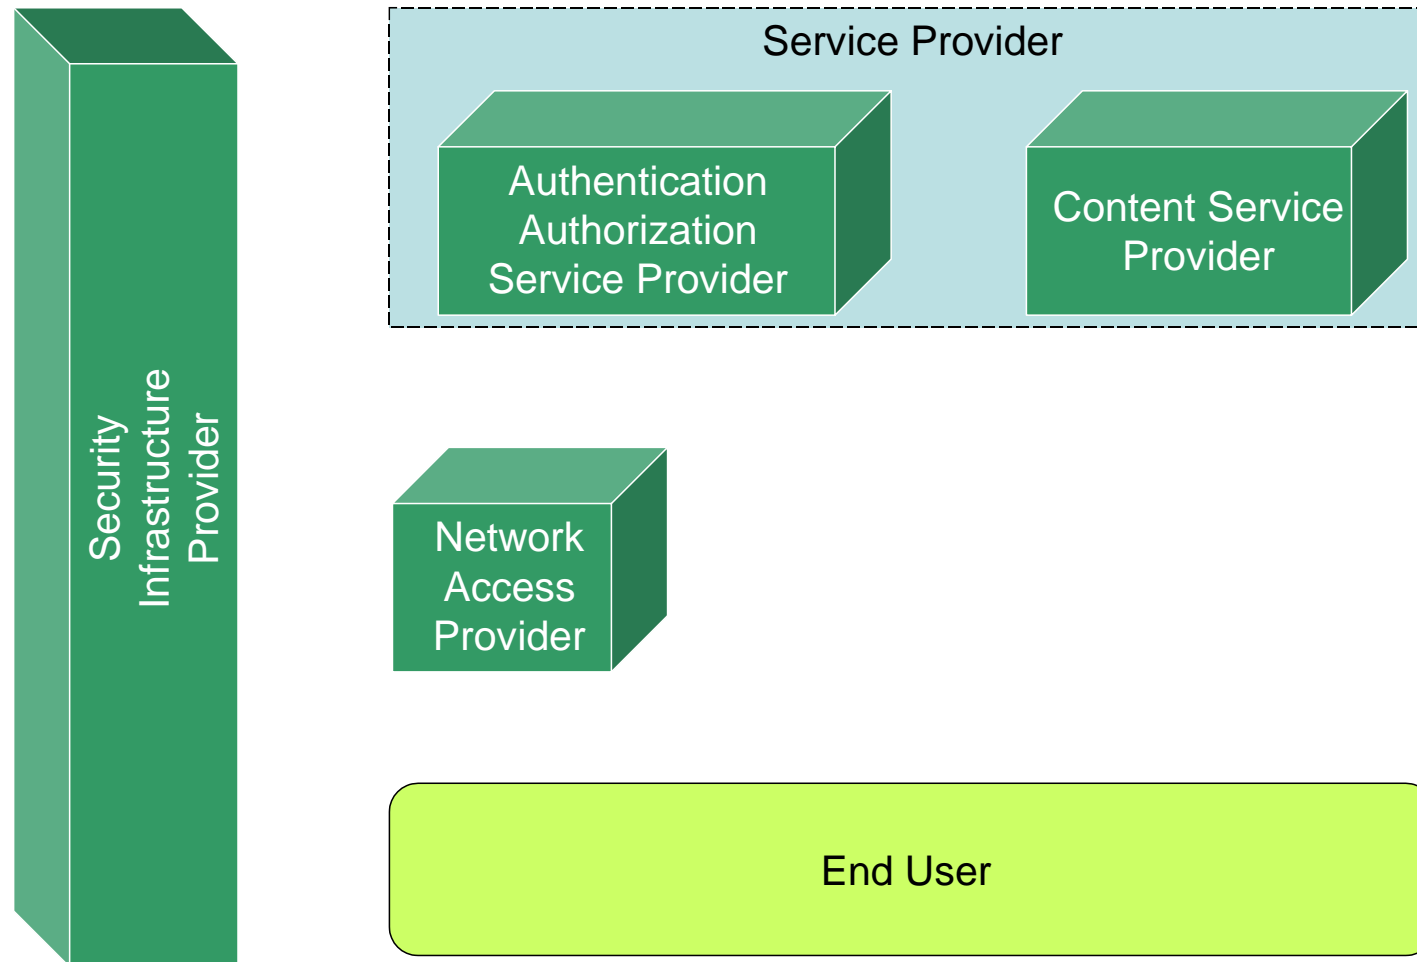 Service Provider
Authentication
Authorization
Service Provider
Content Service
Provider
Security
Infrastructure
Provider
Network
Access
Provider
End User